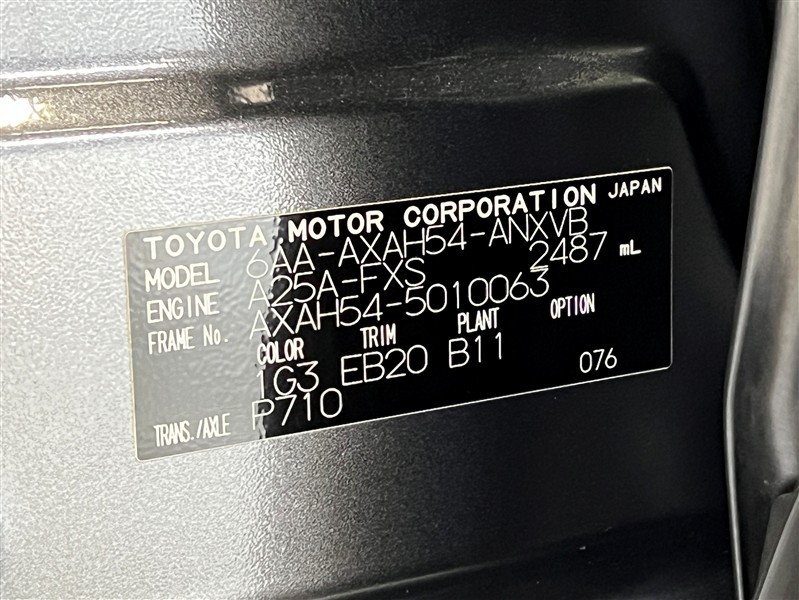 TOYOTA MOTOR CORPORATION JAPAN
MODEL 6AA-AXAH54-ANXVB
ENGINE A25A-FXS 2487 mL
FRAME No. AXAH54-5010063
COLOR TRIM PLANT OPTION
1G3 EB20 B11 076
TRANS./AXLE P710